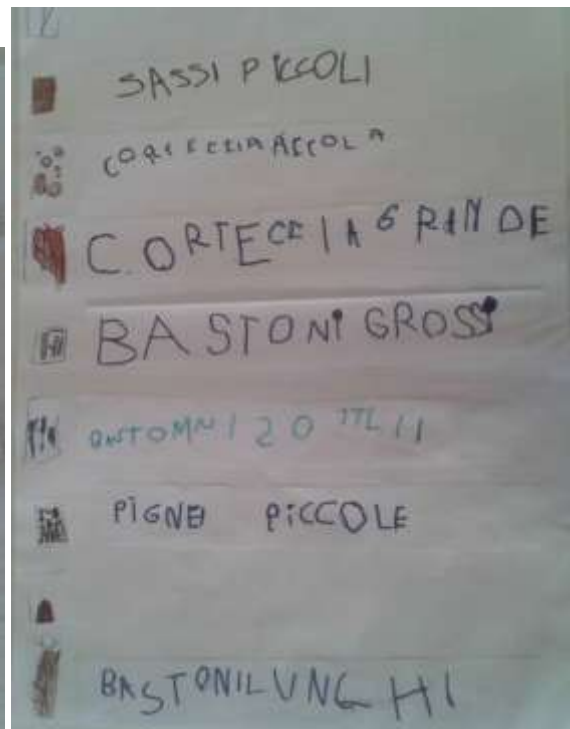 SASSI PICCOLI
CORTECCIA PICCOLA
CORTECCIA GRANDE
BASTONI GROSSI
PIGNE PICCOLE
BASTONI LUNGHI